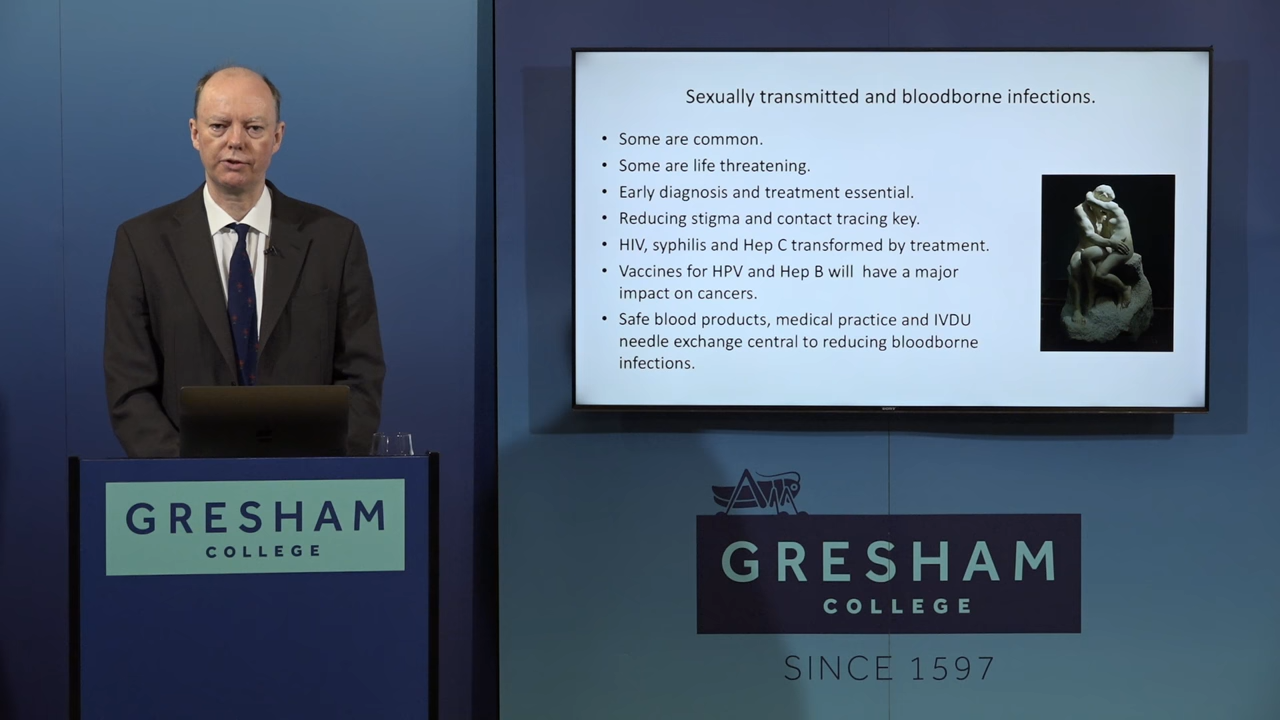 Sexually transmitted and bloodborne infections.
• Some are common.
• Some are life threatening.
• Early diagnosis and treatment essential.
• Reducing stigma and contact tracing key.
• HIV, syphilis and Hep C transformed by treatment.
• Vaccines for HPV and Hep B will have a major
impact on cancers.
• Safe blood products, medical practice and IVDU
needle exchange central to reducing bloodborne
infections.
SONY
GRESHAM
COLLEGE
GRESHAM
COLLEGE
SINCE 1597